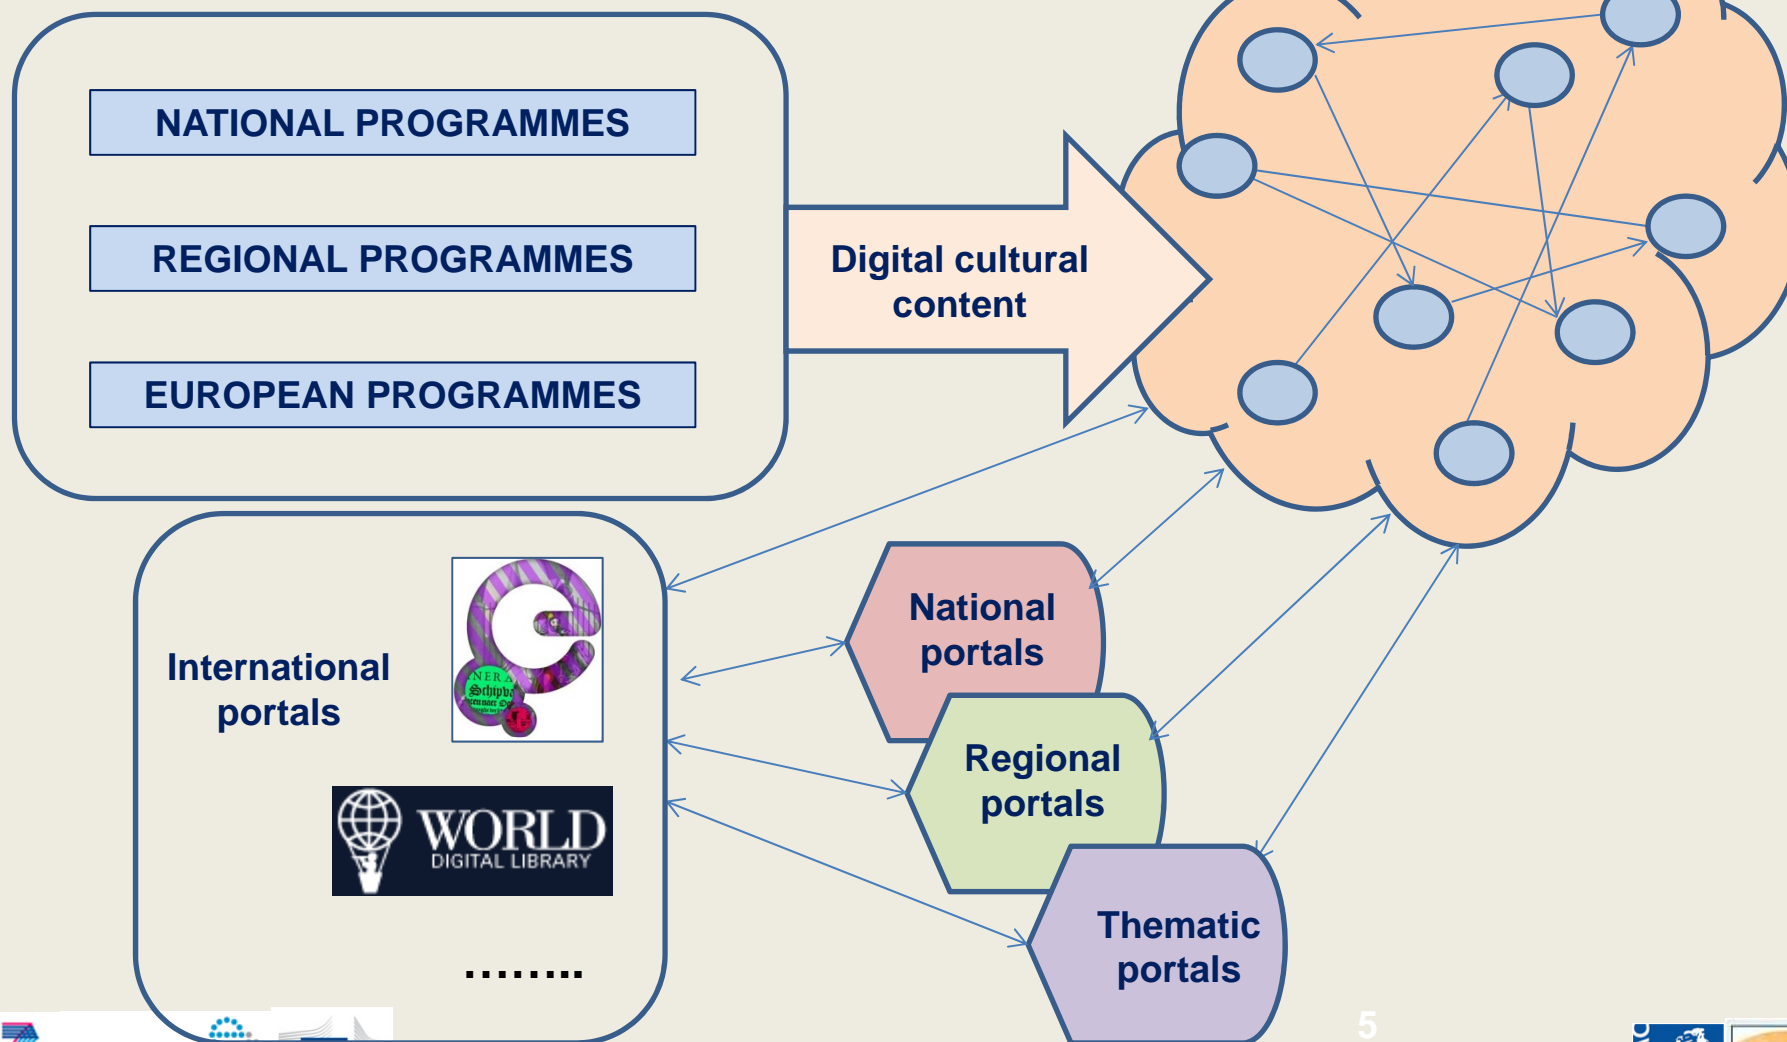 NATIONAL PROGRAMMES
REGIONAL PROGRAMMES
EUROPEAN PROGRAMMES
Digital cultural
content
International
portals
WORLD
DIGITAL LIBRARY
……..
National
portals
Regional
portals
Thematic
portals
5